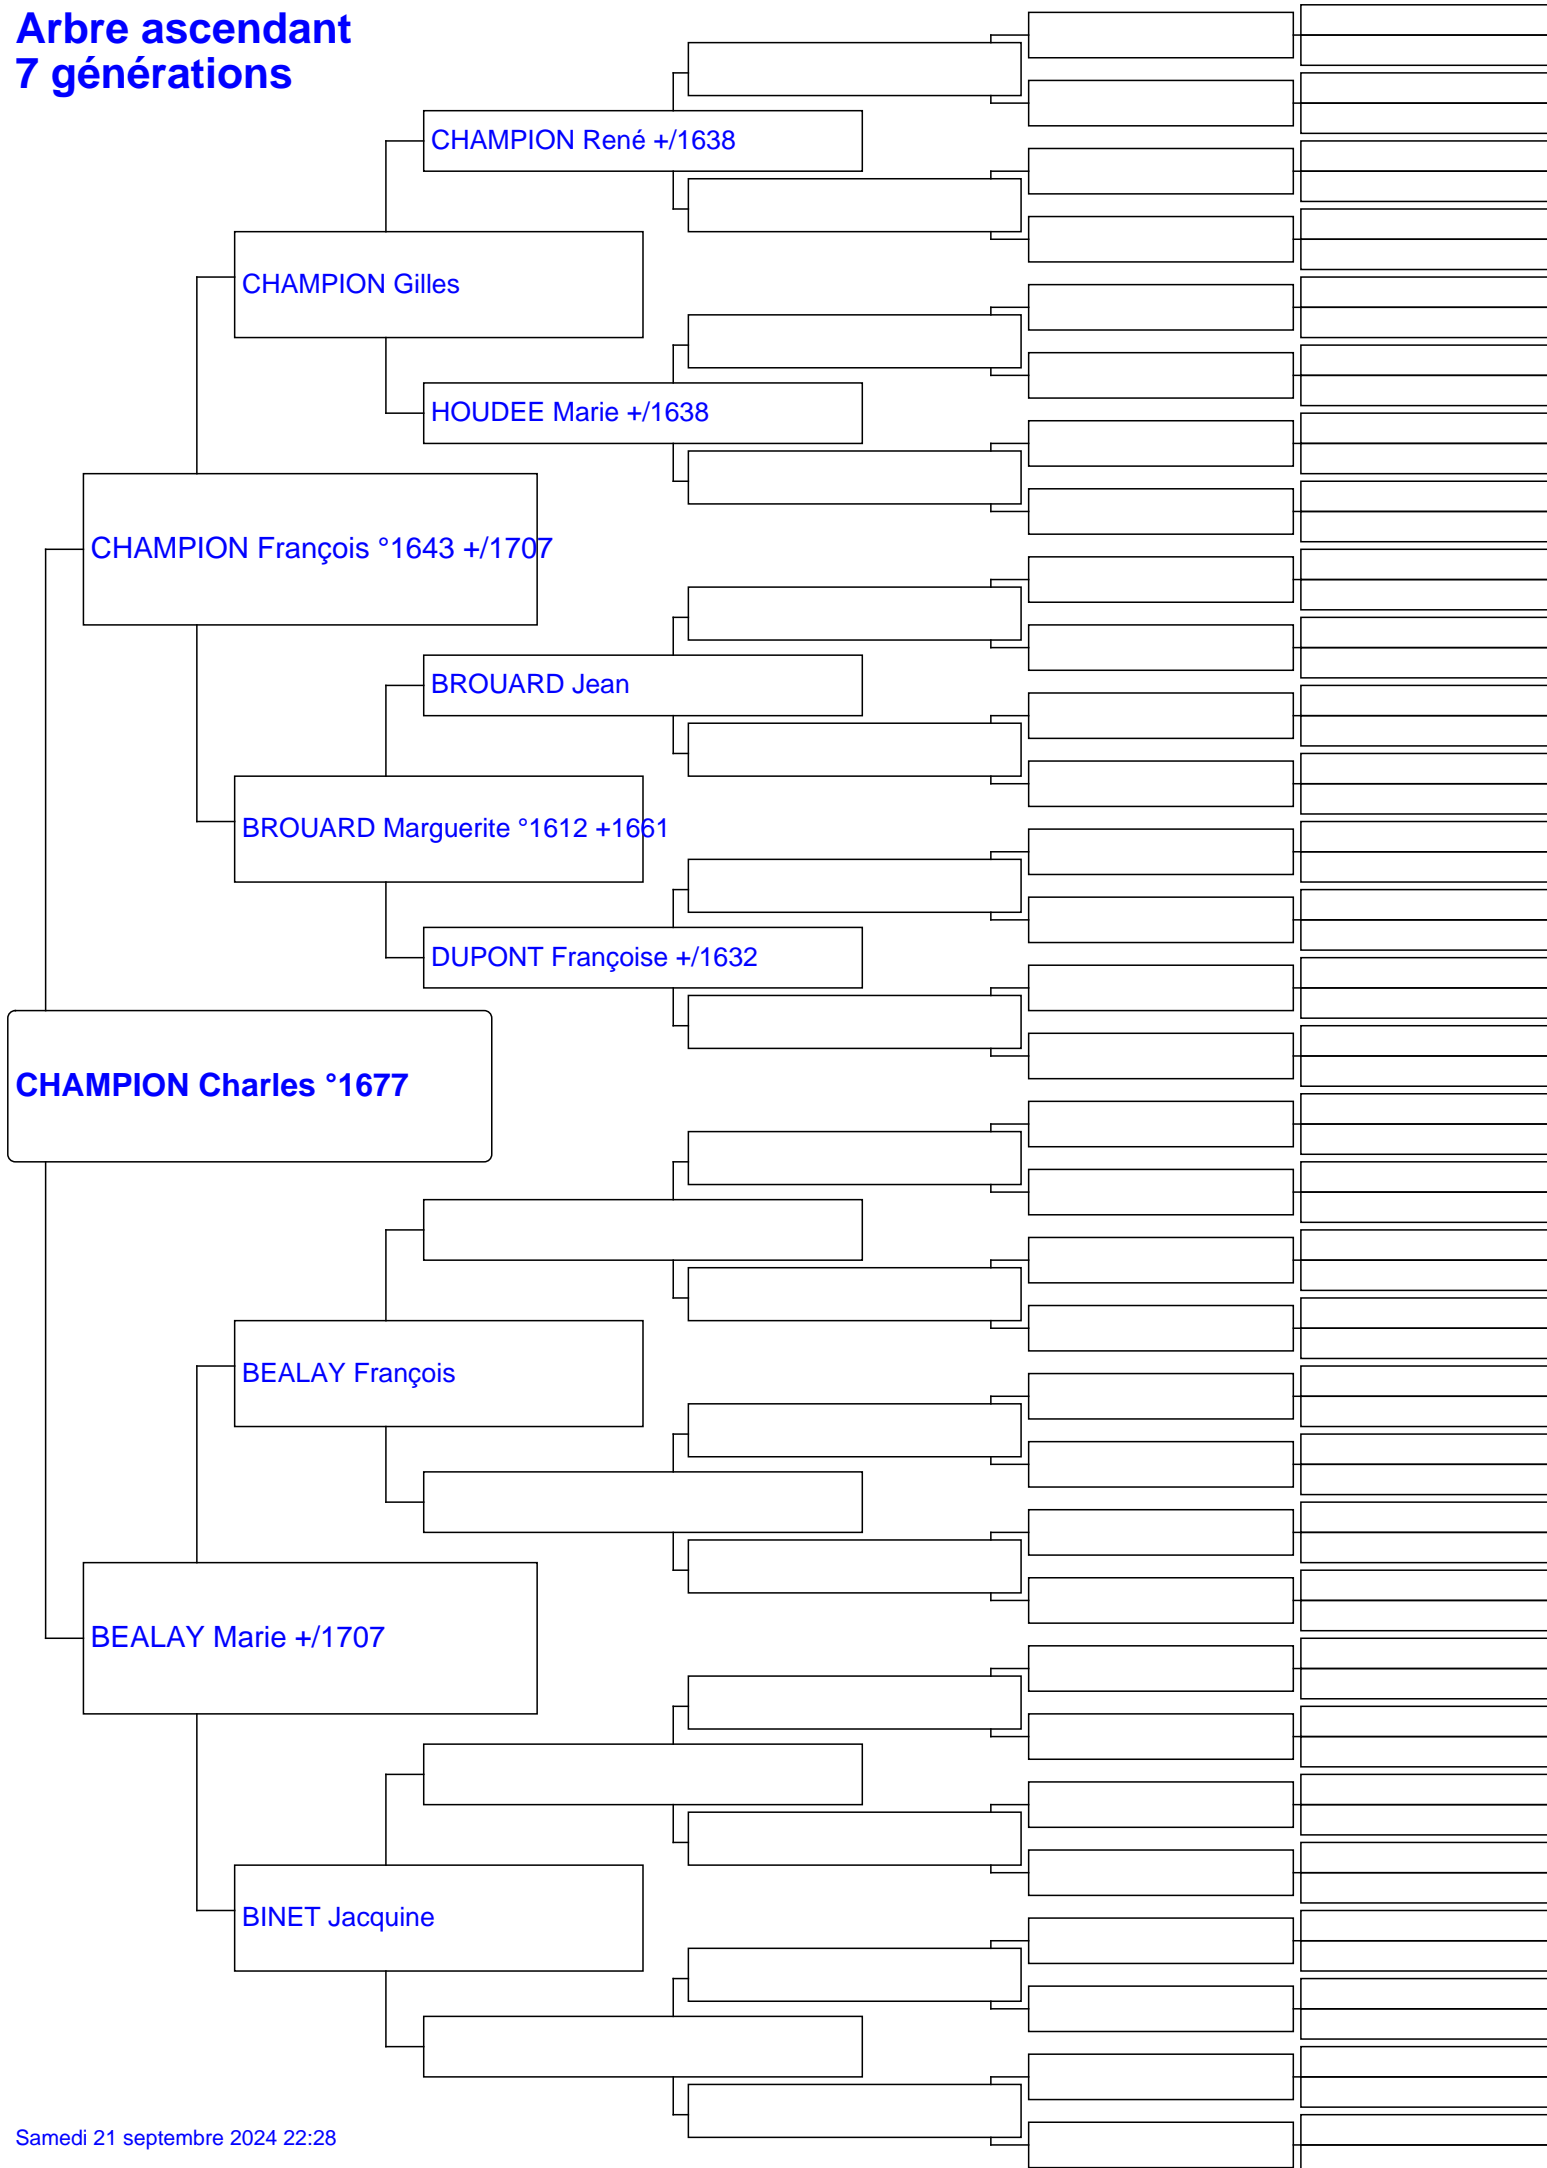 Arbre ascendant
7 générations
CHAMPION René +/1638
CHAMPION Gilles
HOUDEE Marie +/1638
CHAMPION François °1643 +/1707
BROUARD Jean
BROUARD Marguerite °1612 +1661
DUPONT Françoise +/1632
CHAMPION Charles °1677
BEALAY François
BEALAY Marie +/1707
BINET Jacquine
Samedi 21 septembre 2024 22:28